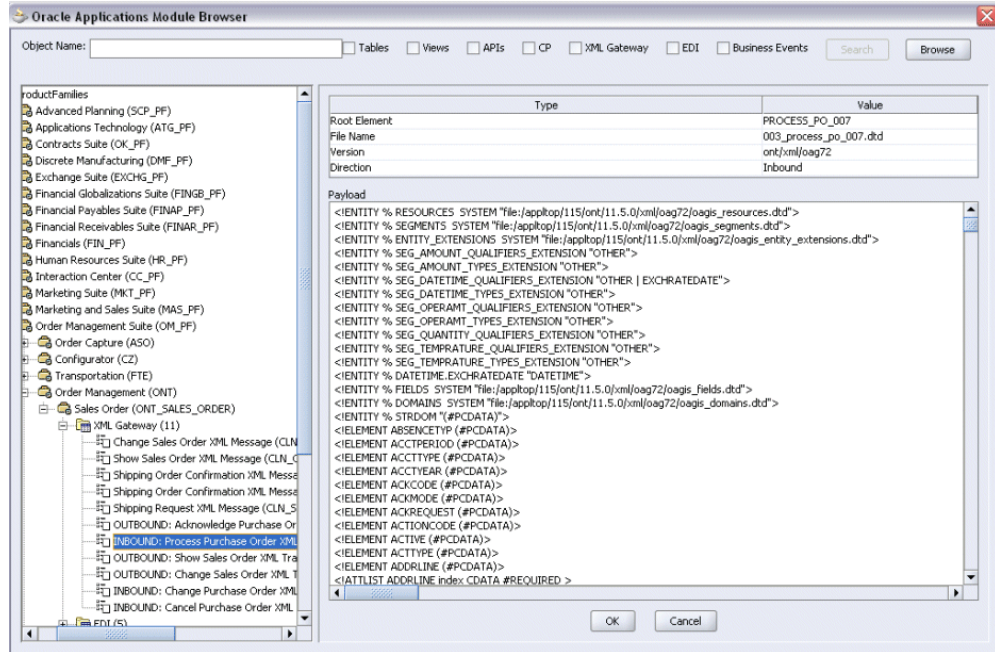 Oracle Applications Module Browser
Object Name: Tables Views APIs CP XML Gateway EDI Business Events Search Browse
roductFamilies
Advanced Planning (SCP_PF)
Applications Technology (ATG_PF)
Contracts Suite (OK_PF)
Discrete Manufacturing (DMF_PF)
Exchange Suite (EXCHG_PF)
Financial Globalizations Suite (FINGB_PF)
Financial Payables Suite (FINAP_PF)
Financial Receivables Suite (FINAR_PF)
Financials (FIN_PF)
Human Resources Suite (HR_PF)
Interaction Center (CC_PF)
Marketing Suite (MKT_PF)
Marketing and Sales Suite (MAS_PF)
Order Management Suite (OM_PF)
Order Capture (ASO)
Configurator (CZ)
Transportation (FTE)
Order Management (ONT)
Sales Order (ONT_SALES_ORDER)
XML Gateway (11)
Change Sales Order XML Message (CLN
Show Sales Order XML Message (CLN_C
Shipping Order Confirmation XML Messa
Shipping Order Confirmation XML Messa
Shipping Request XML Message (CLN_S
OUTBOUND: Acknowledge Purchase Or
INBOUND: Process Purchase Order XML
OUTBOUND: Show Sales Order XML Tra
OUTBOUND: Change Sales Order XML T
INBOUND: Change Purchase Order XML
INBOUND: Cancel Purchase Order XML
EDI (5)
Type Value
Root Element PROCESS_PO_007
File Name 003_process_po_007.dtd
Version ont/xml/oag72
Direction Inbound
Payload
<!ENTITY % RESOURCES SYSTEM "file:/appltop/115/ont/11.5.0/xml/oag72/oagis_resources.dtd">
<!ENTITY % SEGMENTS SYSTEM "file:/appltop/115/ont/11.5.0/xml/oag72/oagis_segments.dtd">
<!ENTITY % ENTITY_EXTENSIONS SYSTEM "file:/appltop/115/ont/11.5.0/xml/oag72/oagis_entity_extensions.dtd">
<!ENTITY % SEG_AMOUNT_QUALIFIERS_EXTENSION "OTHER">
<!ENTITY % SEG_AMOUNT_TYPES_EXTENSION "OTHER">
<!ENTITY % SEG_DATETIME_QUALIFIERS_EXTENSION "OTHER | EXCHRATEDATE">
<!ENTITY % SEG_DATETIME_TYPES_EXTENSION "OTHER">
<!ENTITY % SEG_OPERAMT_QUALIFIERS_EXTENSION "OTHER">
<!ENTITY % SEG_OPERAMT_TYPES_EXTENSION "OTHER">
<!ENTITY % SEG_QUANTITY_QUALIFIERS_EXTENSION "OTHER">
<!ENTITY % SEG_TEMPRATURE_QUALIFIERS_EXTENSION "OTHER">
<!ENTITY % SEG_TEMPRATURE_TYPES_EXTENSION "OTHER">
<!ENTITY % DATETIME.EXCHRATEDATE "DATETIME">
<!ENTITY % FIELDS SYSTEM "file:/appltop/115/ont/11.5.0/xml/oag72/oagis_fields.dtd">
<!ENTITY % DOMAINS SYSTEM "file:/appltop/115/ont/11.5.0/xml/oag72/oagis_domains.dtd">
<!ENTITY % STRDOM "(#PCDATA)">
<!ELEMENT ABSENCETYP (#PCDATA)>
<!ELEMENT ACCTPERIOD (#PCDATA)>
<!ELEMENT ACCTTYPE (#PCDATA)>
<!ELEMENT ACCTYEAR (#PCDATA)>
<!ELEMENT ACKCODE (#PCDATA)>
<!ELEMENT ACKMODE (#PCDATA)>
<!ELEMENT ACKREQUEST (#PCDATA)>
<!ELEMENT ACTIONCODE (#PCDATA)>
<!ELEMENT ACTIVE (#PCDATA)>
<!ELEMENT ACTTYPE (#PCDATA)>
<!ELEMENT ADDRLINE (#PCDATA)>
<!ATTLIST ADDRLINE index CDATA #REQUIRED >
OK Cancel